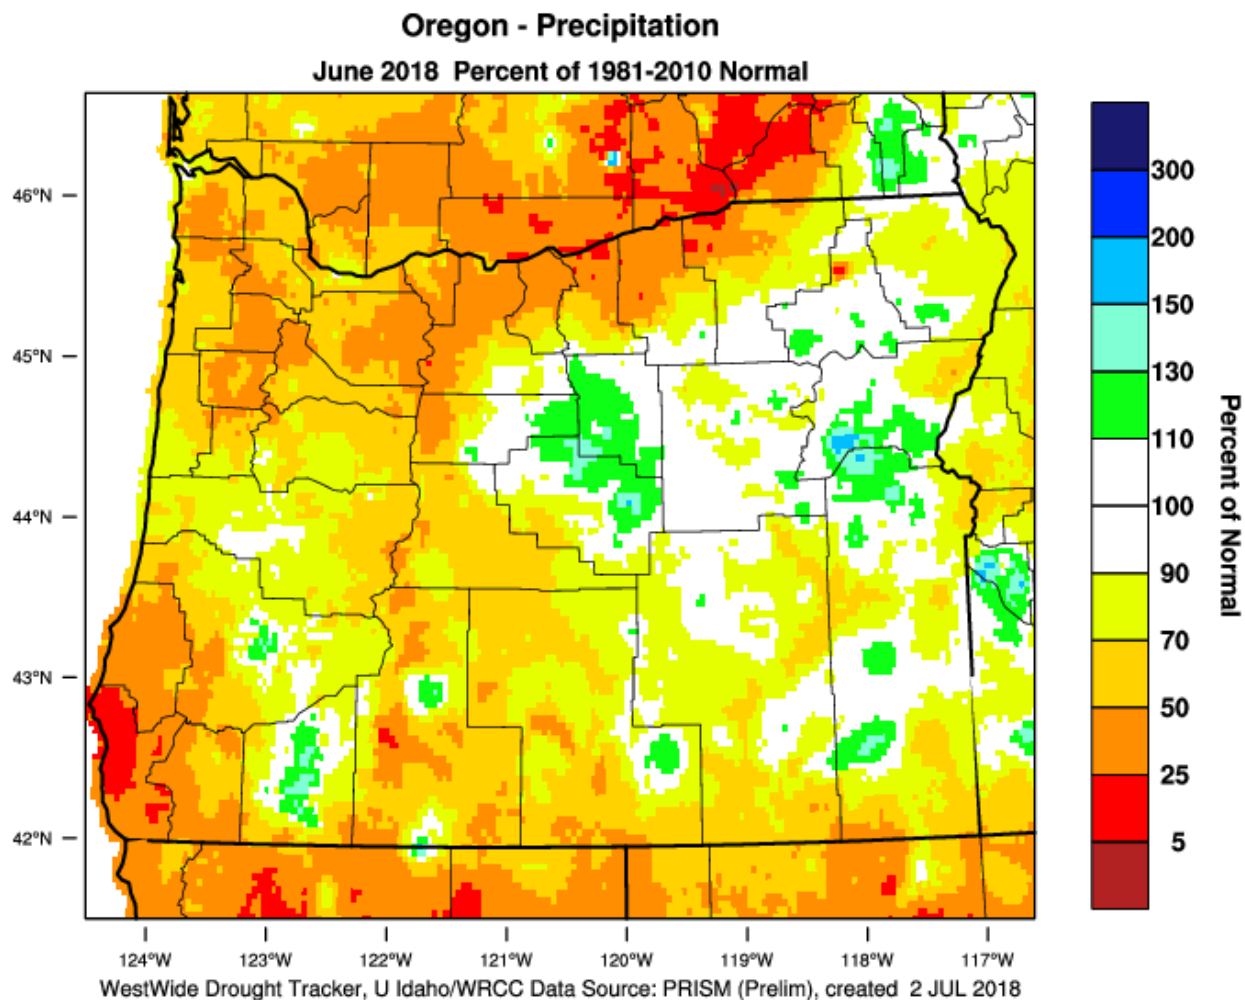 Oregon - Precipitation
June 2018 Percent of 1981-2010 Normal
46°N
45°N
44°N
43°N
42°N
124°W 123°W 122°W 121°W 120°W 119°W 118°W 117°W
300
200
150
130
110
100
90
70
50
25
5
Percent of Normal
WestWide Drought Tracker, U Idaho/WRCC Data Source: PRISM (Prelim), created 2 JUL 2018